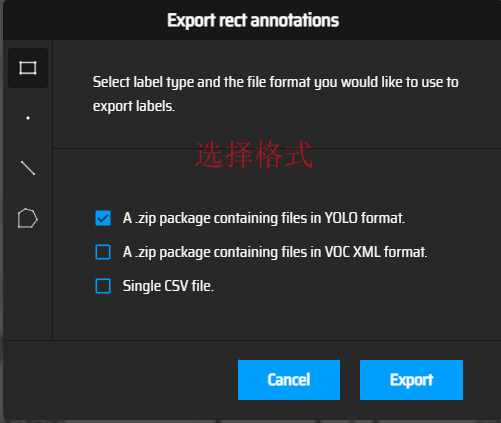 Export rect annotations
Select label type and the file format you would like to use to
export labels.
选择格式
A .zip package containing files in YOLO format.
A .zip package containing files in VOC XML format.
Single CSV file.
Cancel
Export